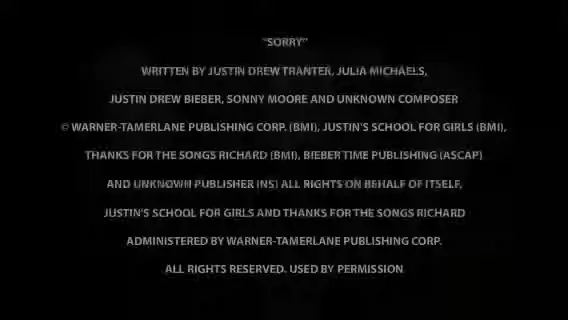 "SORRY"
WRITTEN BY JUSTIN DREW TRANTER, JULIA MICHAELS,
JUSTIN DREW BIEBER, SONNY MOORE AND UNKNOWN COMPOSER
© WARNER-TAMERLANE PUBLISHING CORP. (BMI), JUSTIN'S SCHOOL FOR GIRLS (BMI),
THANKS FOR THE SONGS RICHARD (BMI), BIEBER TIME PUBLISHING (ASCAP)
AND UNKNOWN PUBLISHER (NS) ALL RIGHTS ON BEHALF OF ITSELF,
JUSTIN'S SCHOOL FOR GIRLS AND THANKS FOR THE SONGS RICHARD
ADMINISTERED BY WARNER-TAMERLANE PUBLISHING CORP.
ALL RIGHTS RESERVED. USED BY PERMISSION